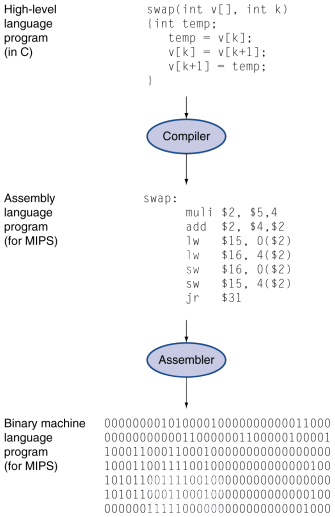 High-level
language
program
(in C)
swap(int v[], int k)
(int temp;
temp = v[k];
v[k] = v[k+1];
v[k+1] = temp;
)
Compiler
Assembly
language
program
(for MIPS)
swap:
muli $2, $5,4
add $2, $4,$2
lw $15, 0($2)
lw $16, 4($2)
sw $16, 0($2)
sw $15, 4($2)
jr $31
Assembler
Binary machine
language
program
(for MIPS)
00000000101000010000000000011000
00000000000110000001100000100001
10001100011000100000000000000000
10001100111100100000000000000100
10101100111100100000000000000000
10101100011000100000000000000100
00000011111000000000000000001000